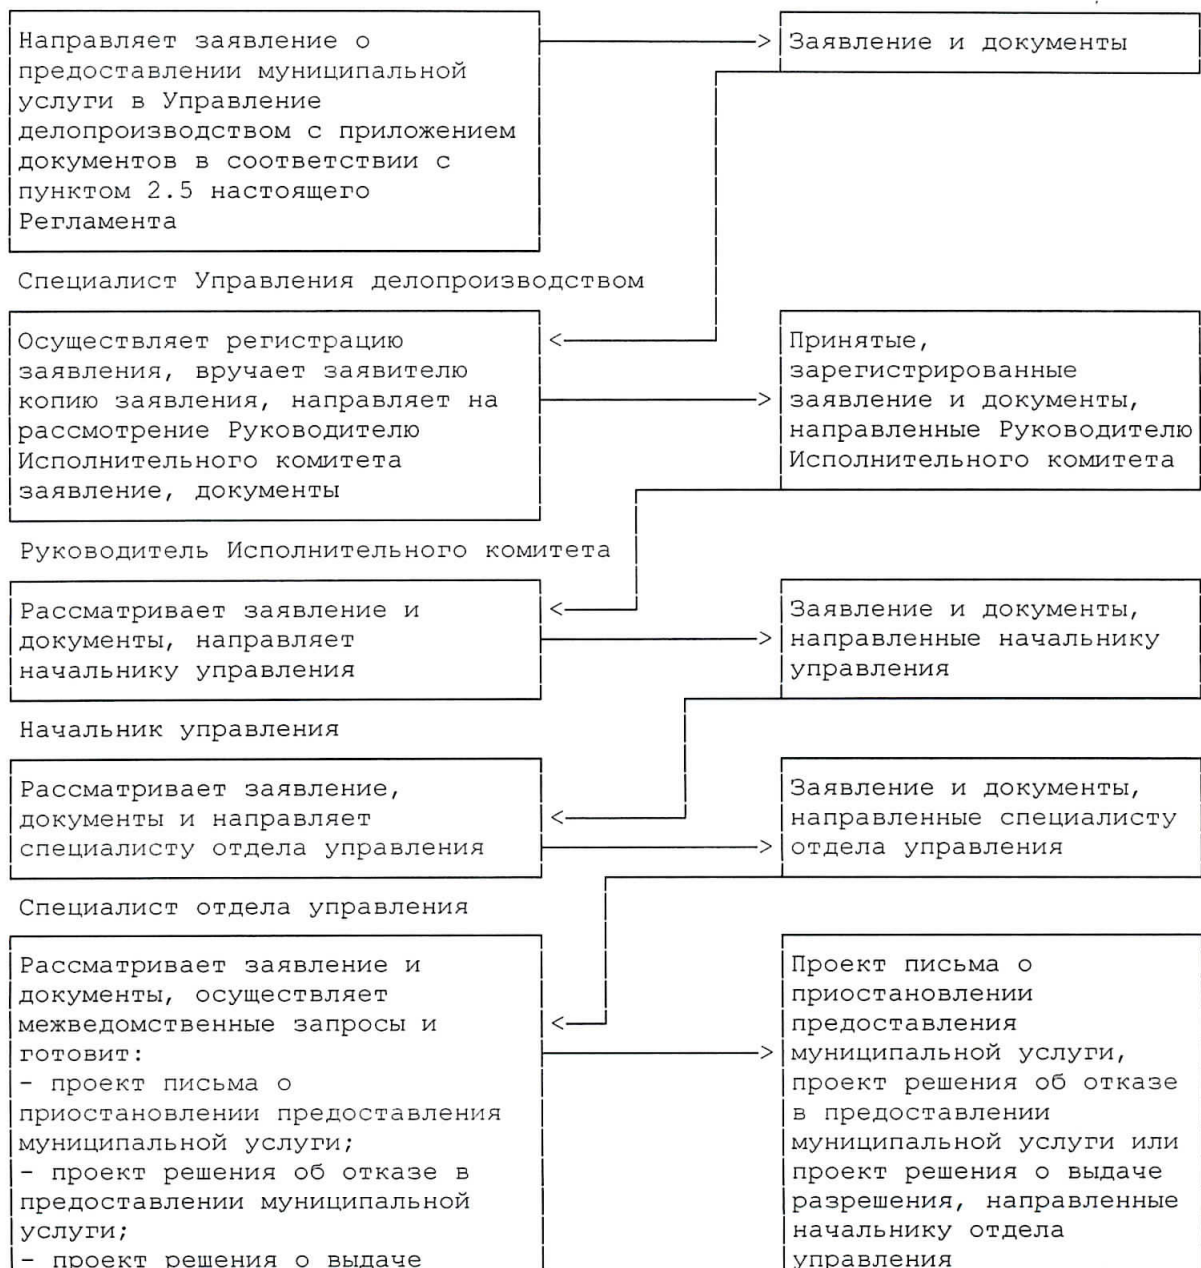 Направляет заявление о
предоставлении муниципальной
услуги в Управление
делопроизводством с приложением
документов в соответствии с
пунктом 2.5 настоящего
Регламента
Заявление и документы
Специалист Управления делопроизводством
Осуществляет регистрацию
заявления, вручает заявителю
копию заявления, направляет на
рассмотрение Руководителю
Исполнительного комитета
заявление, документы
Принятые,
зарегистрированные
заявление и документы,
направленные Руководителю
Исполнительного комитета
Руководитель Исполнительного комитета
Рассматривает заявление и
документы, направляет
начальнику управления
Заявление и документы,
направленные начальнику
управления
Начальник управления
Рассматривает заявление,
документы и направляет
специалисту отдела управления
Заявление и документы,
направленные специалисту
отдела управления
Специалист отдела управления
Рассматривает заявление и
документы, осуществляет
межведомственные запросы и
готовит:
- проект письма о
приостановлении предоставления
муниципальной услуги;
- проект решения об отказе в
предоставлении муниципальной
услуги;
- проект решения о выдаче
Проект письма о
приостановлении
предоставления
муниципальной услуги,
проект решения об отказе
в предоставлении
муниципальной услуги или
проект решения о выдаче
разрешения, направленные
начальнику отдела
управления